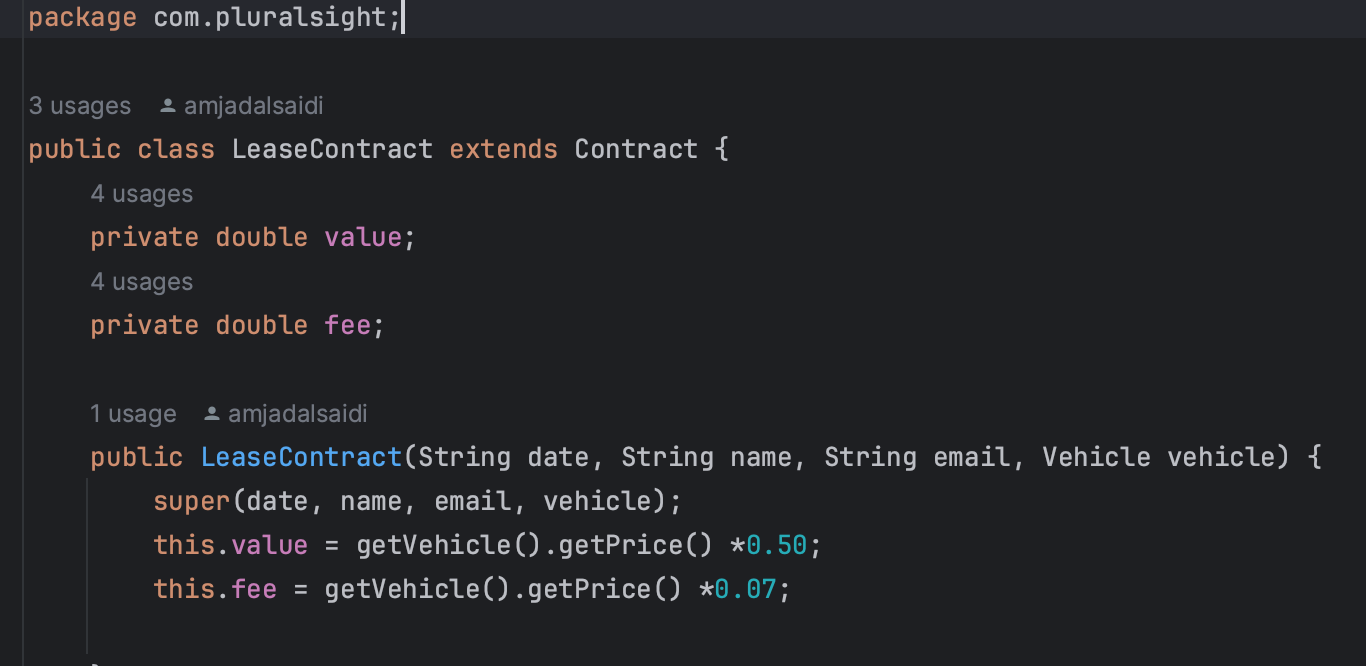 package com.pluralsight;
3 usages amjadalsaidi
public class LeaseContract extends Contract {
4 usages
private double value;
4 usages
private double fee;
1 usage amjadalsaidi
public LeaseContract(String date, String name, String email, Vehicle vehicle) {
super(date, name, email, vehicle);
this.value = getVehicle().getPrice() *0.50;
this.fee = getVehicle().getPrice() *0.07;